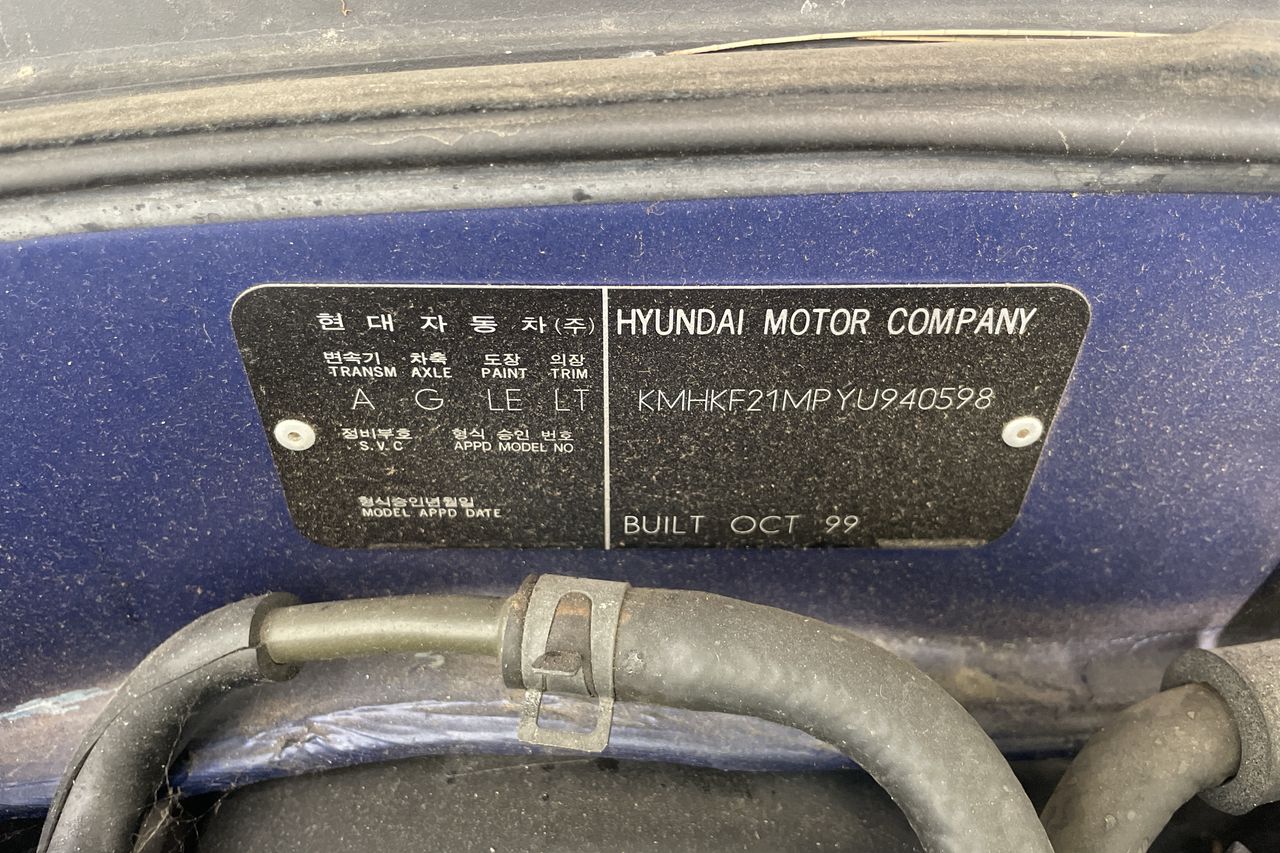 현대자동차(주)
변속기 차축 도장 의장
TRANSM AXLE PAINT TRIM
A G LE LT
정비부호 형식 승인 번호
S.V.C APPD MODEL NO
형식승인년월일
MODEL APPD DATE
HYUNDAI MOTOR COMPANY
KMHKF21MPYU940598
BUILT OCT 99